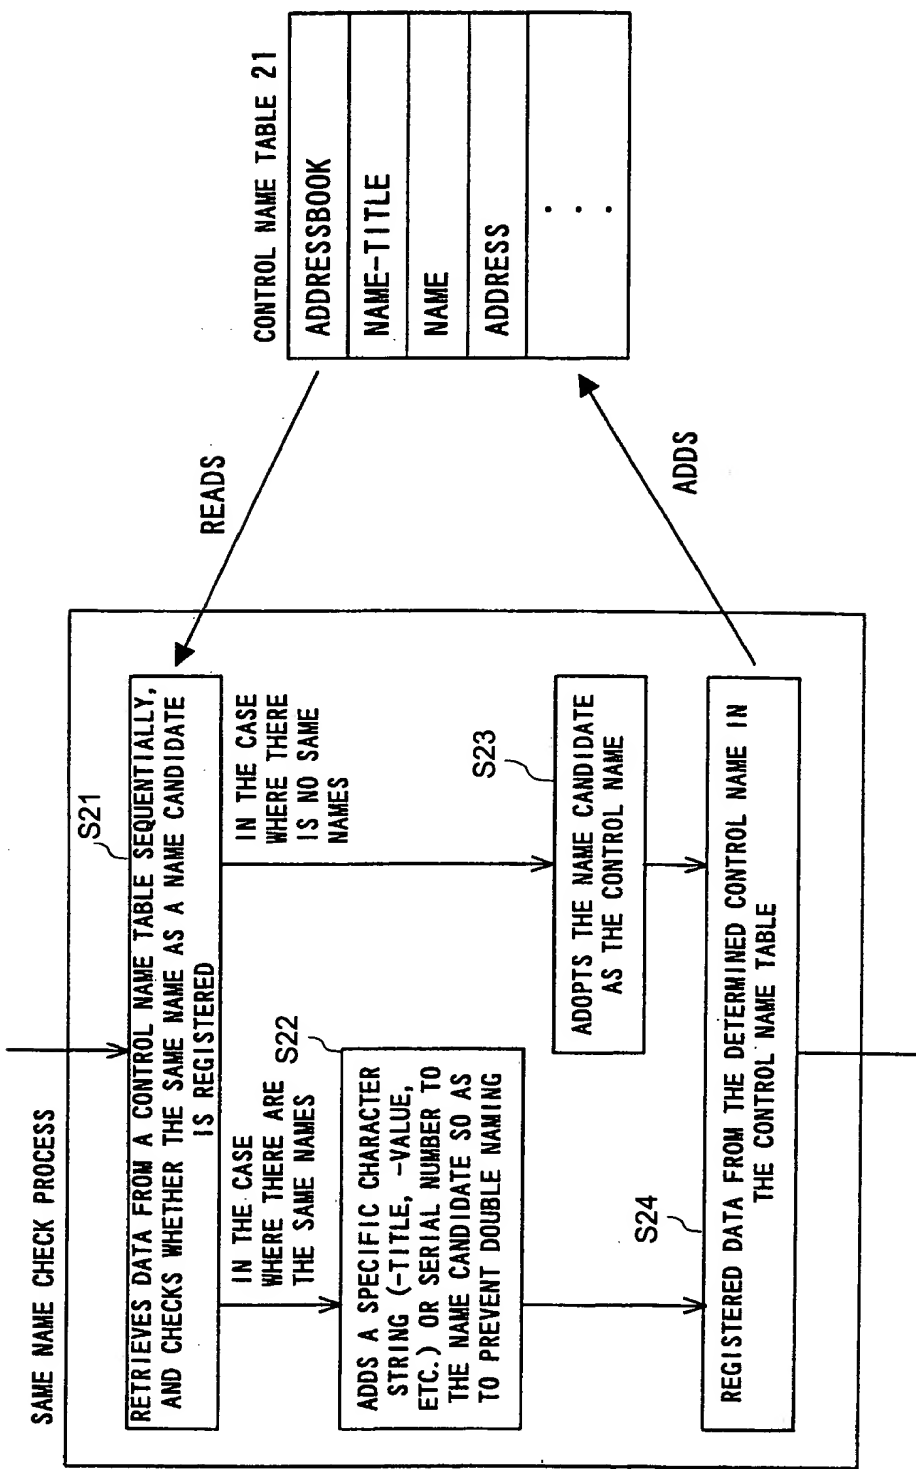 SAME NAME CHECK PROCESS
S21
RETRIEVES DATA FROM A CONTROL NAME TABLE SEQUENTIALLY,
AND CHECKS WHETHER THE SAME NAME AS A NAME CANDIDATE
IS REGISTERED
IN THE CASE
WHERE THERE ARE
THE SAME NAMES
IN THE CASE
WHERE THERE
IS NO SAME
NAMES
S22
ADDS A SPECIFIC CHARACTER
STRING (-TITLE, -VALUE,
ETC.) OR SERIAL NUMBER TO
THE NAME CANDIDATE SO AS
TO PREVENT DOUBLE NAMING
S23
ADOPTS THE NAME CANDIDATE
AS THE CONTROL NAME
S24
REGISTERED DATA FROM THE DETERMINED CONTROL NAME IN
THE CONTROL NAME TABLE
READS
ADDS
CONTROL NAME TABLE 21
ADDRESSBOOK
NAME-TITLE
NAME
ADDRESS
. . .